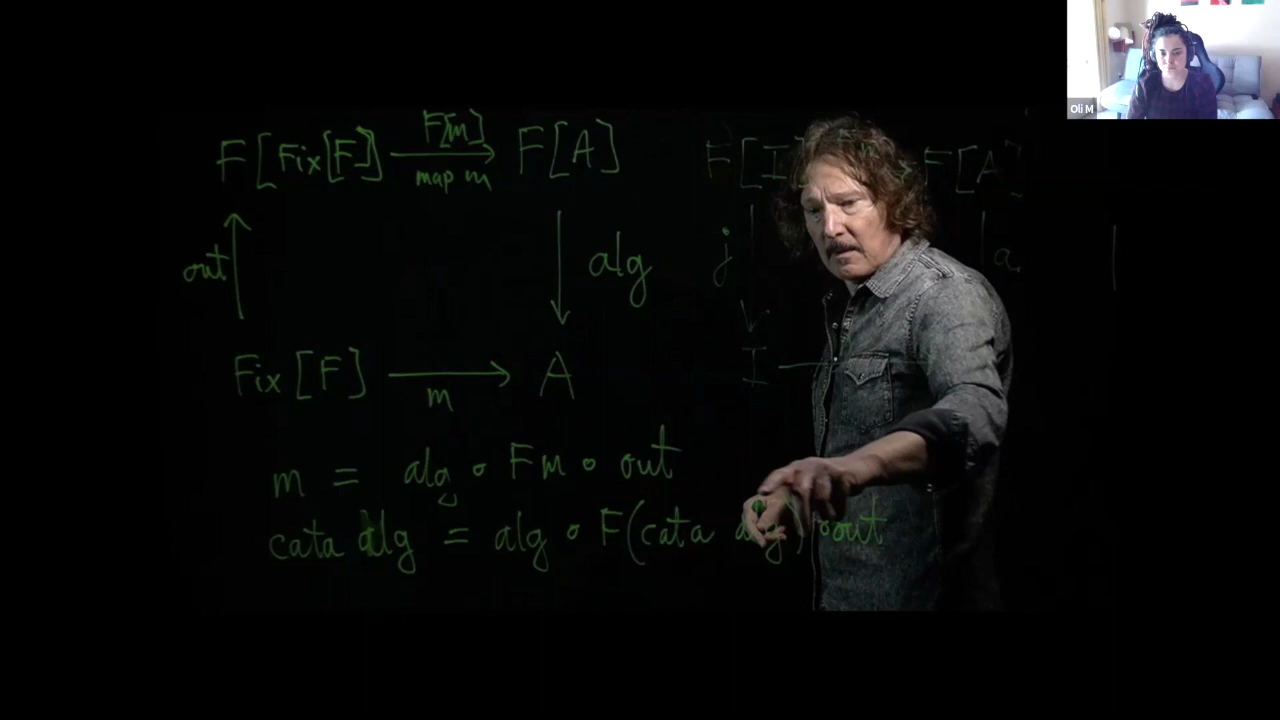 F[Fix[F]] F[m] F[A] F[I] F[A]
map m
out alg j
Fix[F] m A I
m = alg ∘ Fm ∘ out
cata alg = alg ∘ F(cata alg) ∘ out
Oli M